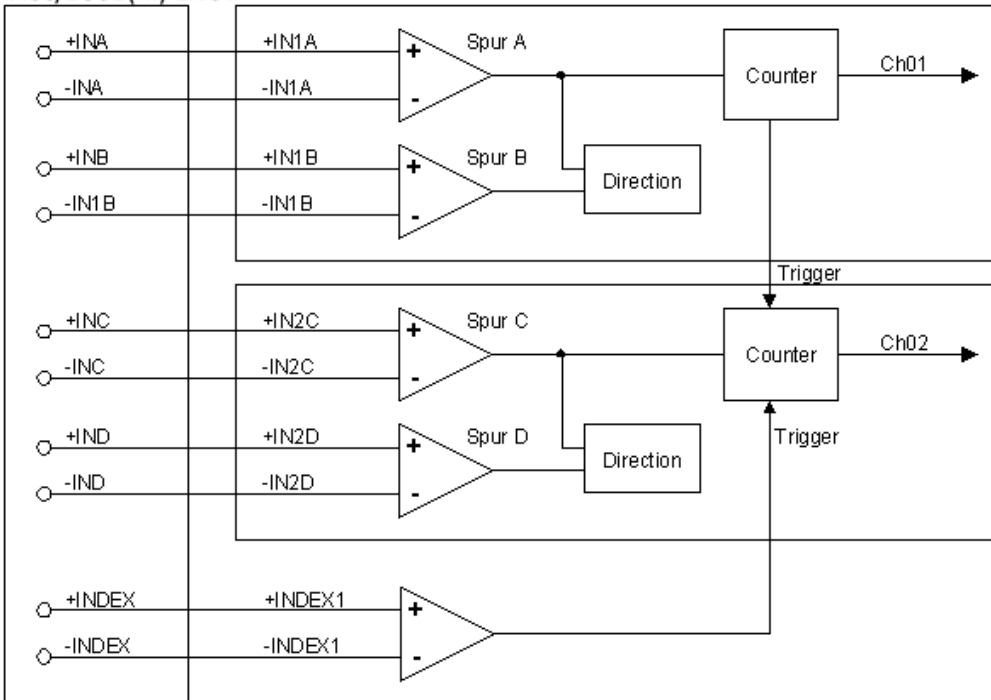 +INA +IN1A + Spur A
-INA -IN1A -
Counter Ch01
+INB +IN1B + Spur B
-IN1B -IN1B -
Direction
Trigger
+INC +IN2C + Spur C
-INC -IN2C -
Counter Ch02
+IND +IN2D + Spur D
-IND -IN2D -
Direction
Trigger
+INDEX +INDEX1 +
-INDEX -INDEX1 -